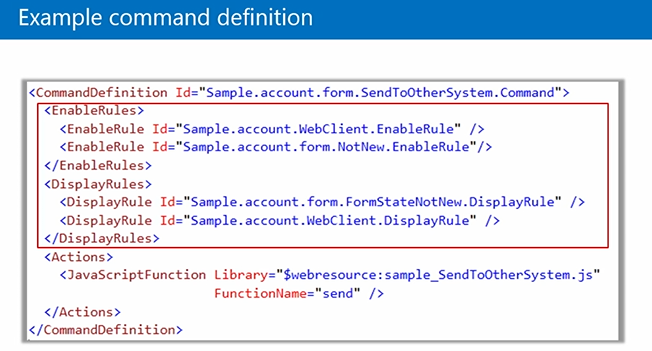 Example command definition
<CommandDefinition Id="Sample.account.form.SendToOtherSystem.Command">
<EnableRules>
<EnableRule Id="Sample.account.WebClient.EnableRule" />
<EnableRule Id="Sample.account.form.NotNew.EnableRule"/>
</EnableRules>
<DisplayRules>
<DisplayRule Id="Sample.account.form.FormStateNotNew.DisplayRule" />
<DisplayRule Id="Sample.account.WebClient.DisplayRule" />
</DisplayRules>
<Actions>
<JavaScriptFunction Library="$webresource:sample_SendToOtherSystem.js"
FunctionName="send" />
</Actions>
</CommandDefinition>